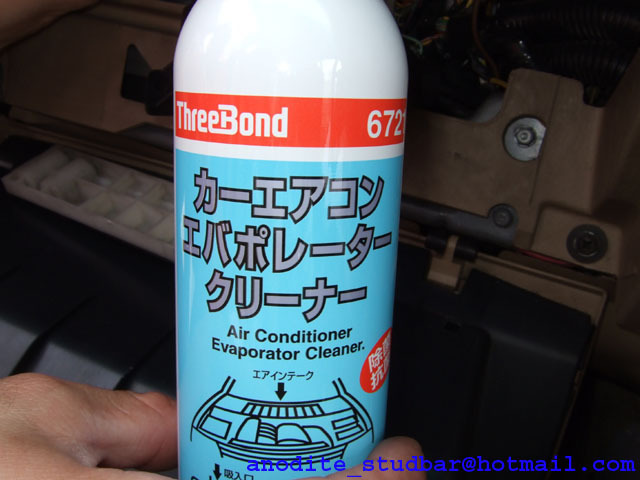 ThreeBond 6721
カーエアコン
エバポレーター
クリーナー
Air Conditioner
Evaporator Cleaner.
エアインテーク
吸入口
anodite_studbar@hotmail.com